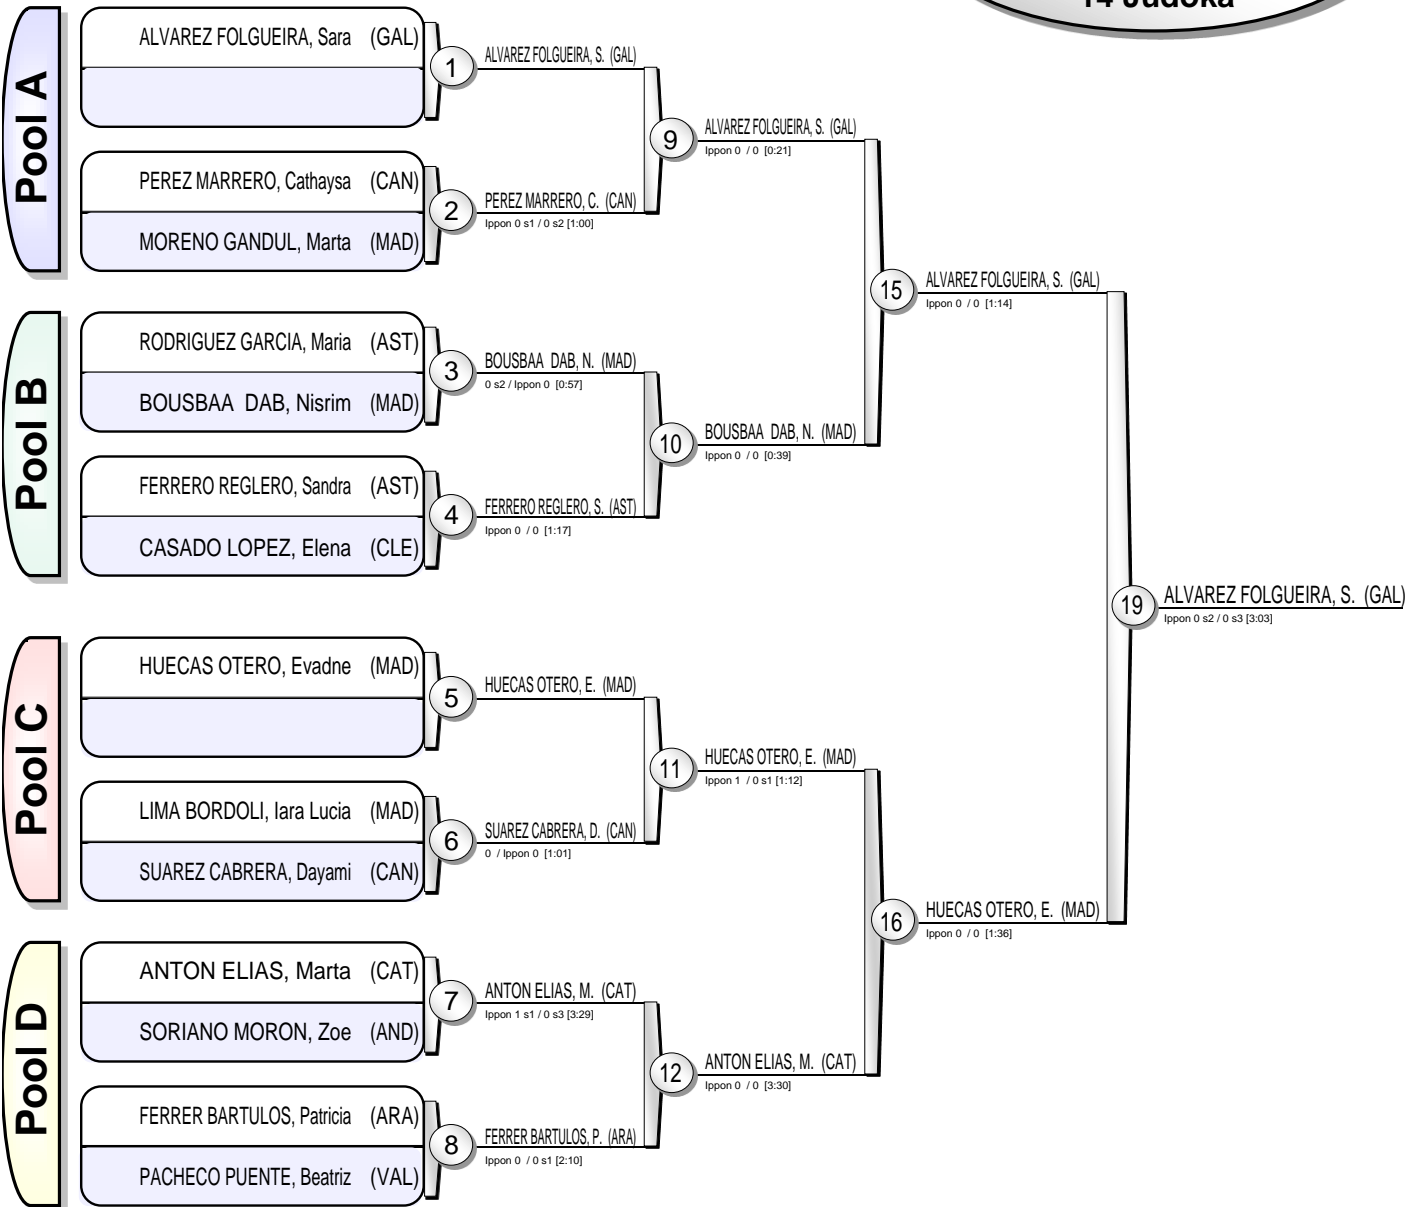 14 Judoka
Pool A
ALVAREZ FOLGUEIRA, Sara (GAL)
1
ALVAREZ FOLGUEIRA, S. (GAL)
PEREZ MARRERO, Cathaysa (CAN)
MORENO GANDUL, Marta (MAD)
2
PEREZ MARRERO, C. (CAN)
Ippon 0 s1 / 0 s2 [1:00]
9
ALVAREZ FOLGUEIRA, S. (GAL)
Ippon 0 / 0 [0:21]
Pool B
RODRIGUEZ GARCIA, Maria (AST)
BOUSBAA DAB, Nisrim (MAD)
3
BOUSBAA DAB, N. (MAD)
0 s2 / Ippon 0 [0:57]
FERRERO REGLERO, Sandra (AST)
CASADO LOPEZ, Elena (CLE)
4
FERRERO REGLERO, S. (AST)
Ippon 0 / 0 [1:17]
10
BOUSBAA DAB, N. (MAD)
Ippon 0 / 0 [0:39]
15
ALVAREZ FOLGUEIRA, S. (GAL)
Ippon 0 / 0 [1:14]
Pool C
HUECAS OTERO, Evadne (MAD)
5
HUECAS OTERO, E. (MAD)
LIMA BORDOLI, Iara Lucia (MAD)
SUAREZ CABRERA, Dayami (CAN)
6
SUAREZ CABRERA, D. (CAN)
0 / Ippon 0 [1:01]
11
HUECAS OTERO, E. (MAD)
Ippon 1 / 0 s1 [1:12]
Pool D
ANTON ELIAS, Marta (CAT)
SORIANO MORON, Zoe (AND)
7
ANTON ELIAS, M. (CAT)
Ippon 1 s1 / 0 s3 [3:29]
FERRER BARTULOS, Patricia (ARA)
PACHECO PUENTE, Beatriz (VAL)
8
FERRER BARTULOS, P. (ARA)
Ippon 0 / 0 s1 [2:10]
12
ANTON ELIAS, M. (CAT)
Ippon 0 / 0 [3:30]
16
HUECAS OTERO, E. (MAD)
Ippon 0 / 0 [1:36]
19
ALVAREZ FOLGUEIRA, S. (GAL)
Ippon 0 s2 / 0 s3 [3:03]